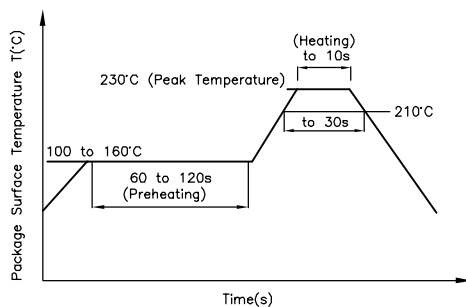 (Heating)
to 10s
230°C (Peak Temperature)
210°C
to 30s
100 to 160°C
60 to 120s
(Preheating)
Package Surface Temperature T(°C)
Time(s)